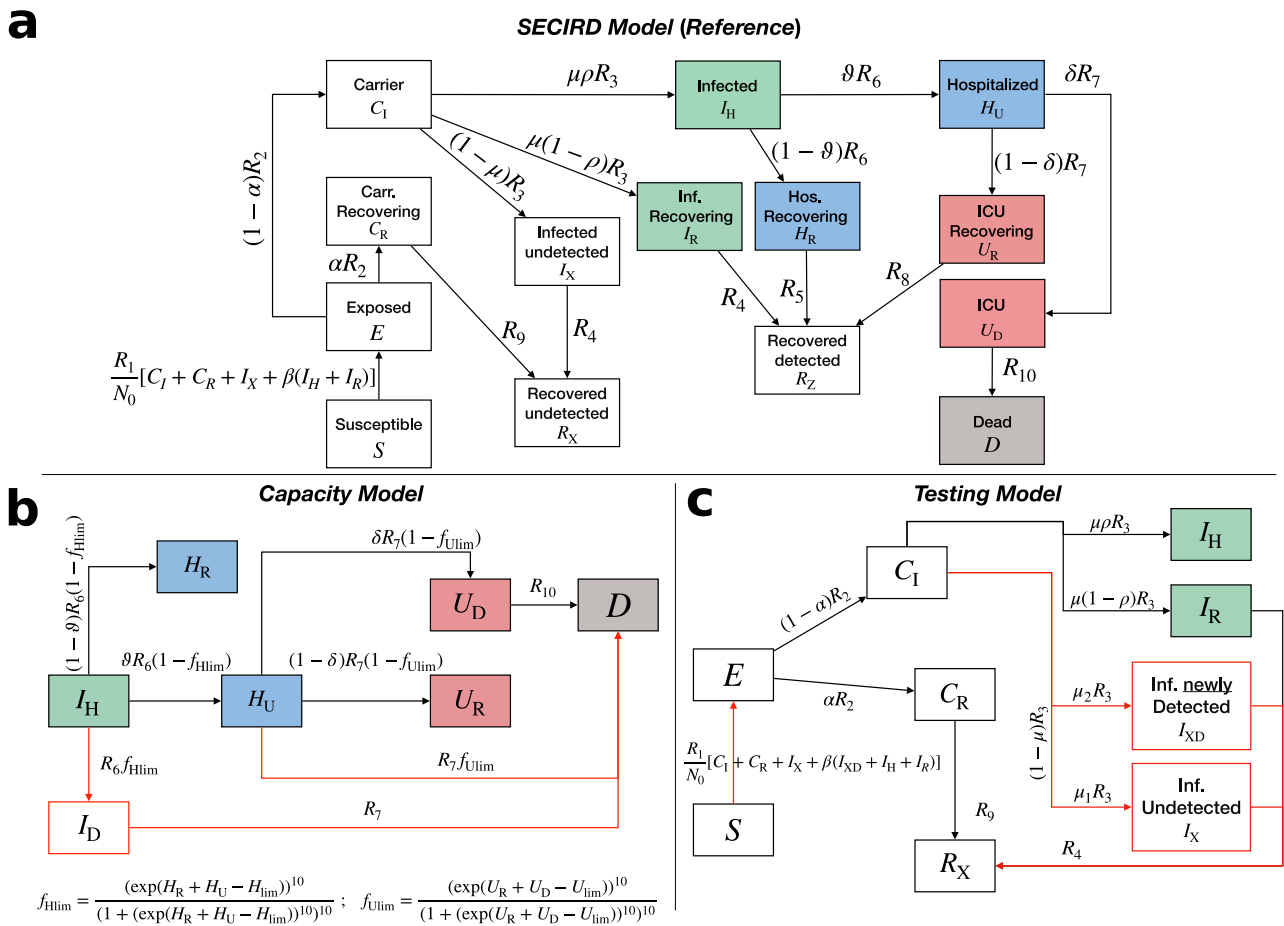 a
SECIRD Model (Reference)
Carrier
C_I
μρR_3
Infected
I_H
ϑR_6
Hospitalized
H_U
δR_7
(1 − α)R_2
(1 − μ)R_3
μ(1 − ρ)R_3
(1 − ϑ)R_6
(1 − δ)R_7
Carr.
Recovering
C_R
Infected
undetected
I_X
Inf.
Recovering
I_R
Hos.
Recovering
H_R
ICU
Recovering
U_R
αR_2
Exposed
E
R_9
R_4
R_4
R_5
R_8
ICU
U_D
R_1/N_0 [C_I + C_R + I_X + β(I_H + I_R)]
Recovered
detected
R_Z
R_10
Susceptible
S
Recovered
undetected
R_X
Dead
D
b
Capacity Model
(1 − ϑ)R_6(1 − f_Hlim)
H_R
δR_7(1 − f_Ulim)
U_D
R_10
D
I_H
ϑR_6(1 − f_Hlim)
H_U
(1 − δ)R_7(1 − f_Ulim)
U_R
R_6 f_Hlim
R_7 f_Ulim
I_D
R_7
f_Hlim = (exp(H_R + H_U − H_lim))^10 / (1 + (exp(H_R + H_U − H_lim))^10)^10 ; f_Ulim = (exp(U_R + U_D − U_lim))^10 / (1 + (exp(U_R + U_D − U_lim))^10)^10
c
Testing Model
C_I
μρR_3
I_H
μ(1 − ρ)R_3
I_R
(1 − α)R_2
E
αR_2
C_R
(1 − μ)R_3
μ_2R_3
Inf. newly
Detected
I_XD
R_1/N_0 [C_I + C_R + I_X + β(I_XD + I_H + I_R)]
μ_1R_3
Inf.
Undetected
I_X
S
R_9
R_X
R_4